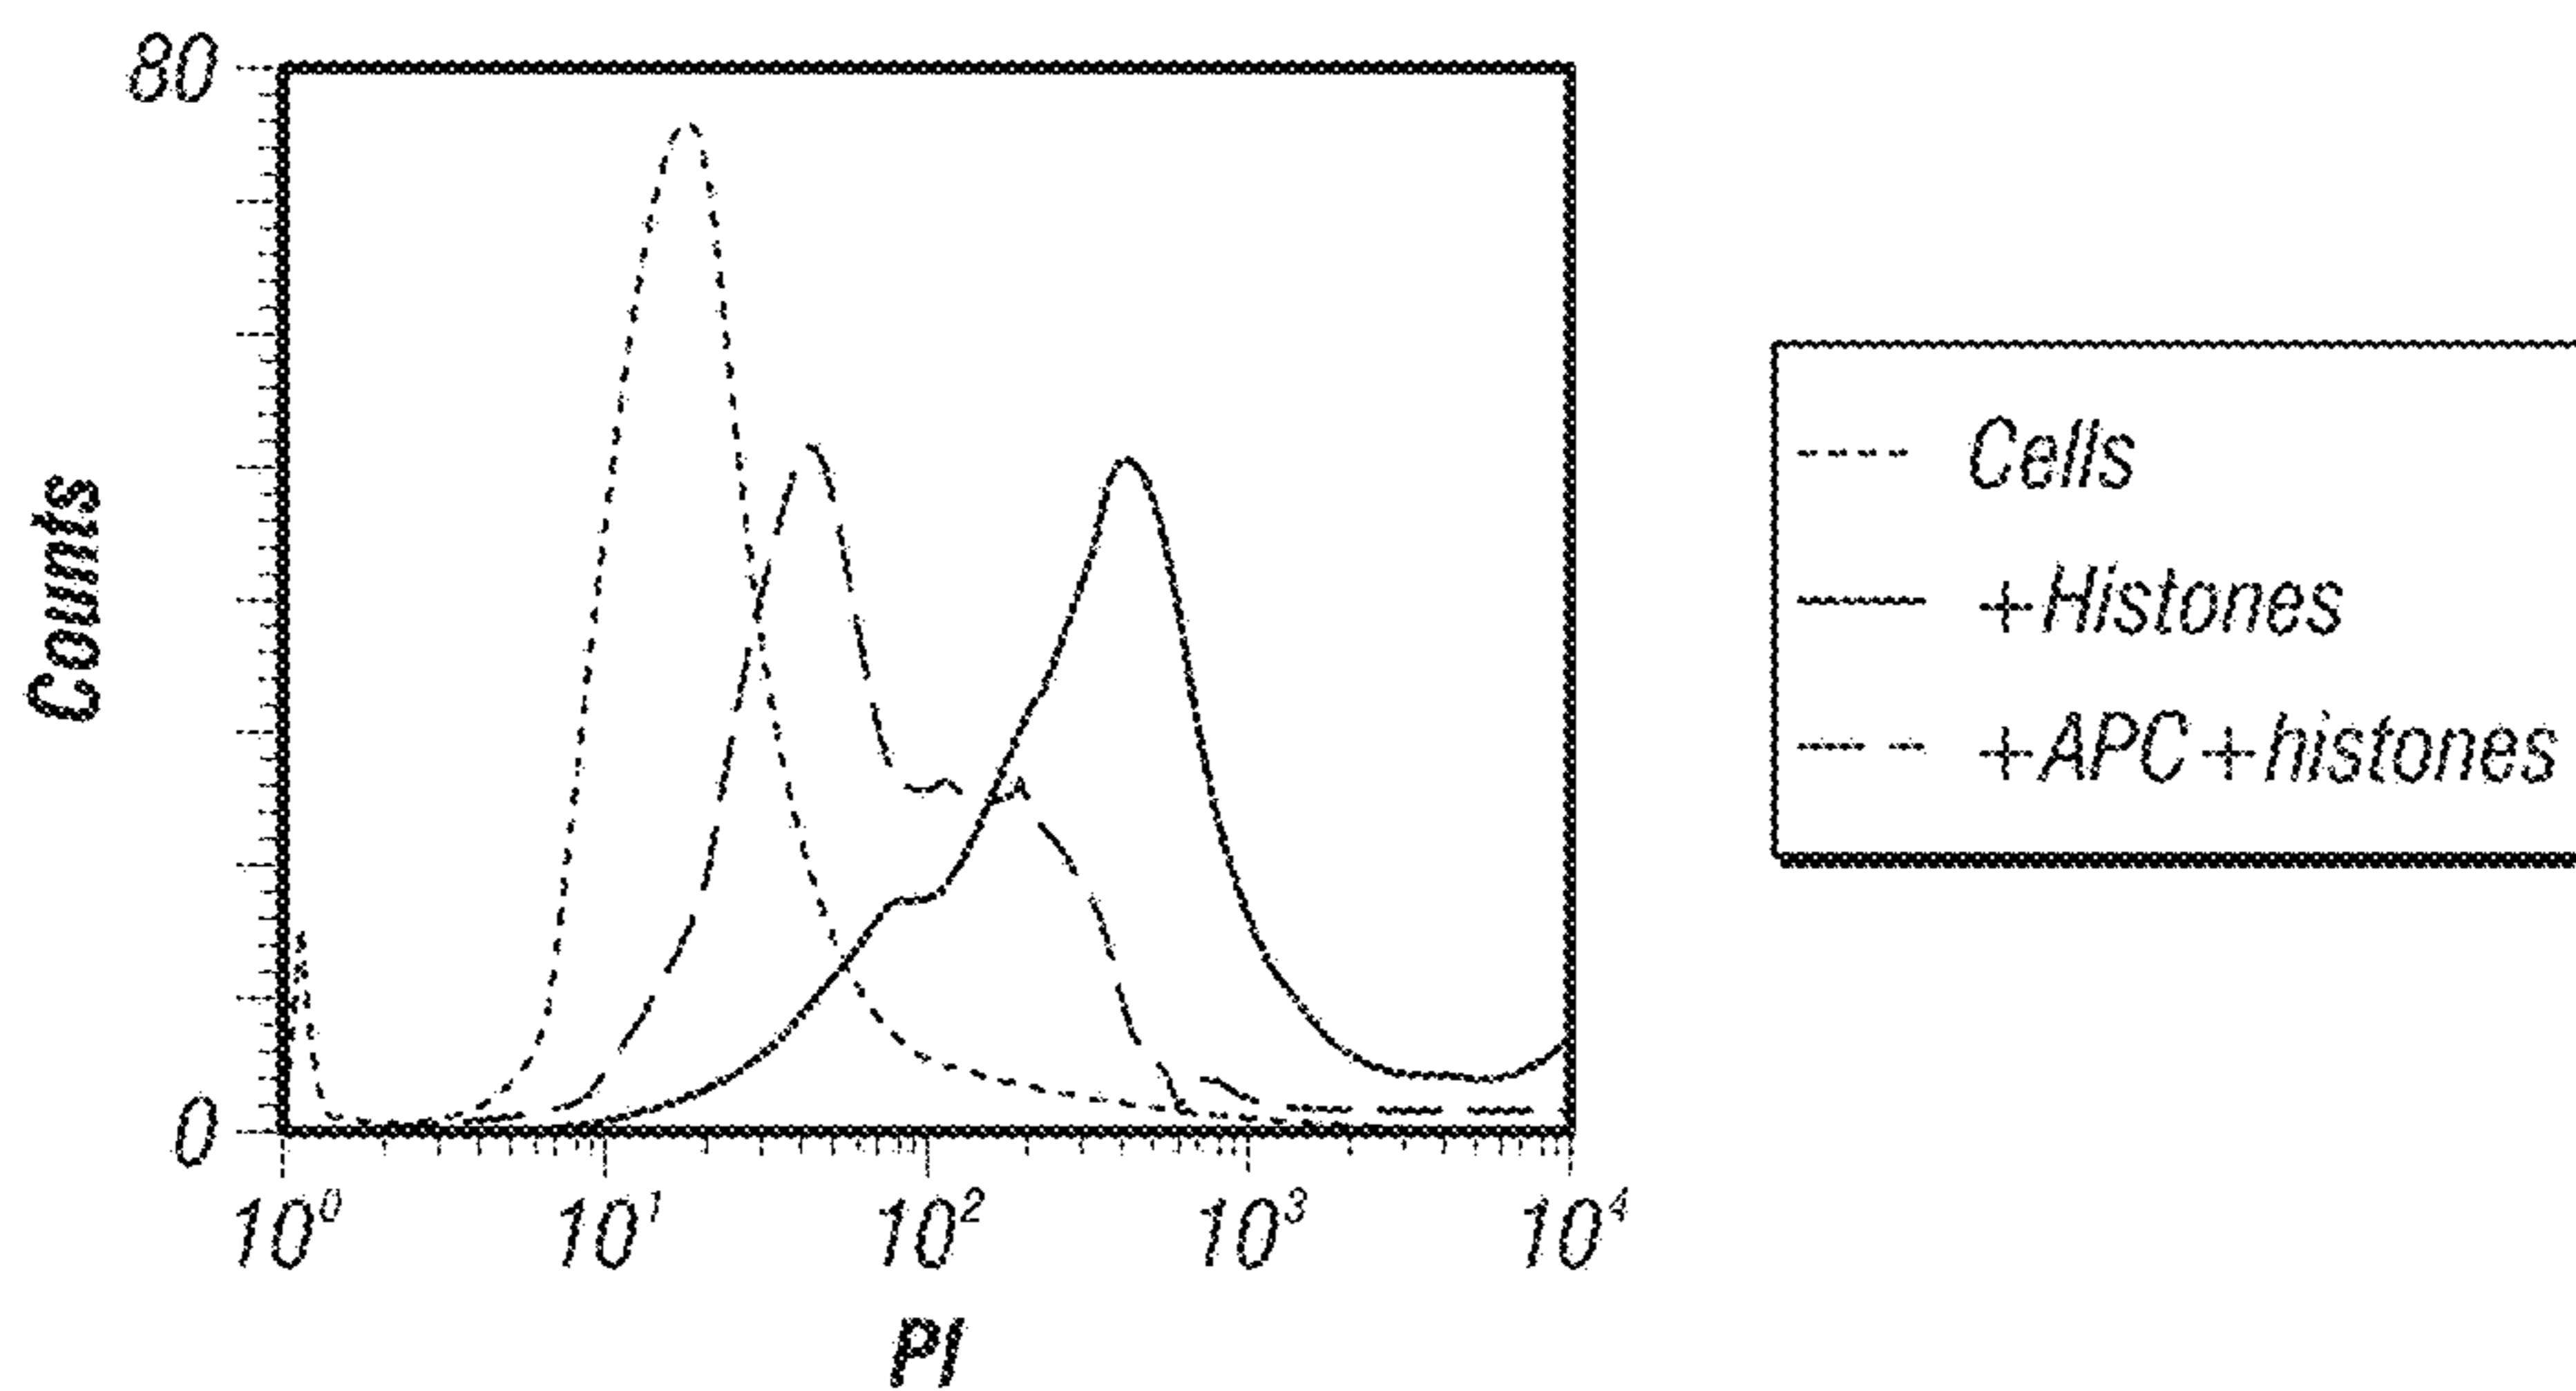 80
Counts
0
10⁰ 10¹ 10² 10³ 10⁴
PI
Cells
+Histones
+APC+histones